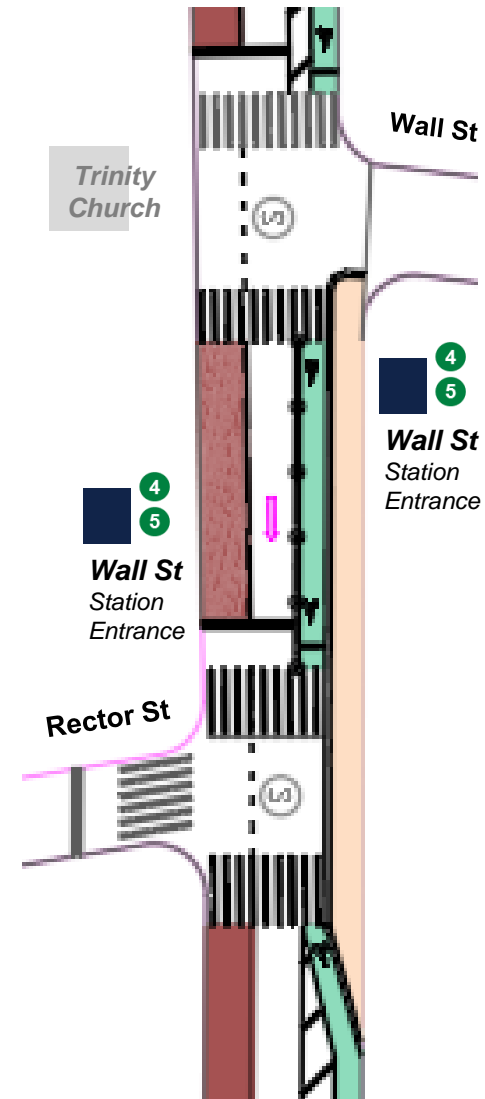 Wall St
Trinity
Church
4
5
Wall St
Station
Entrance
4
5
Wall St
Station
Entrance
Rector St